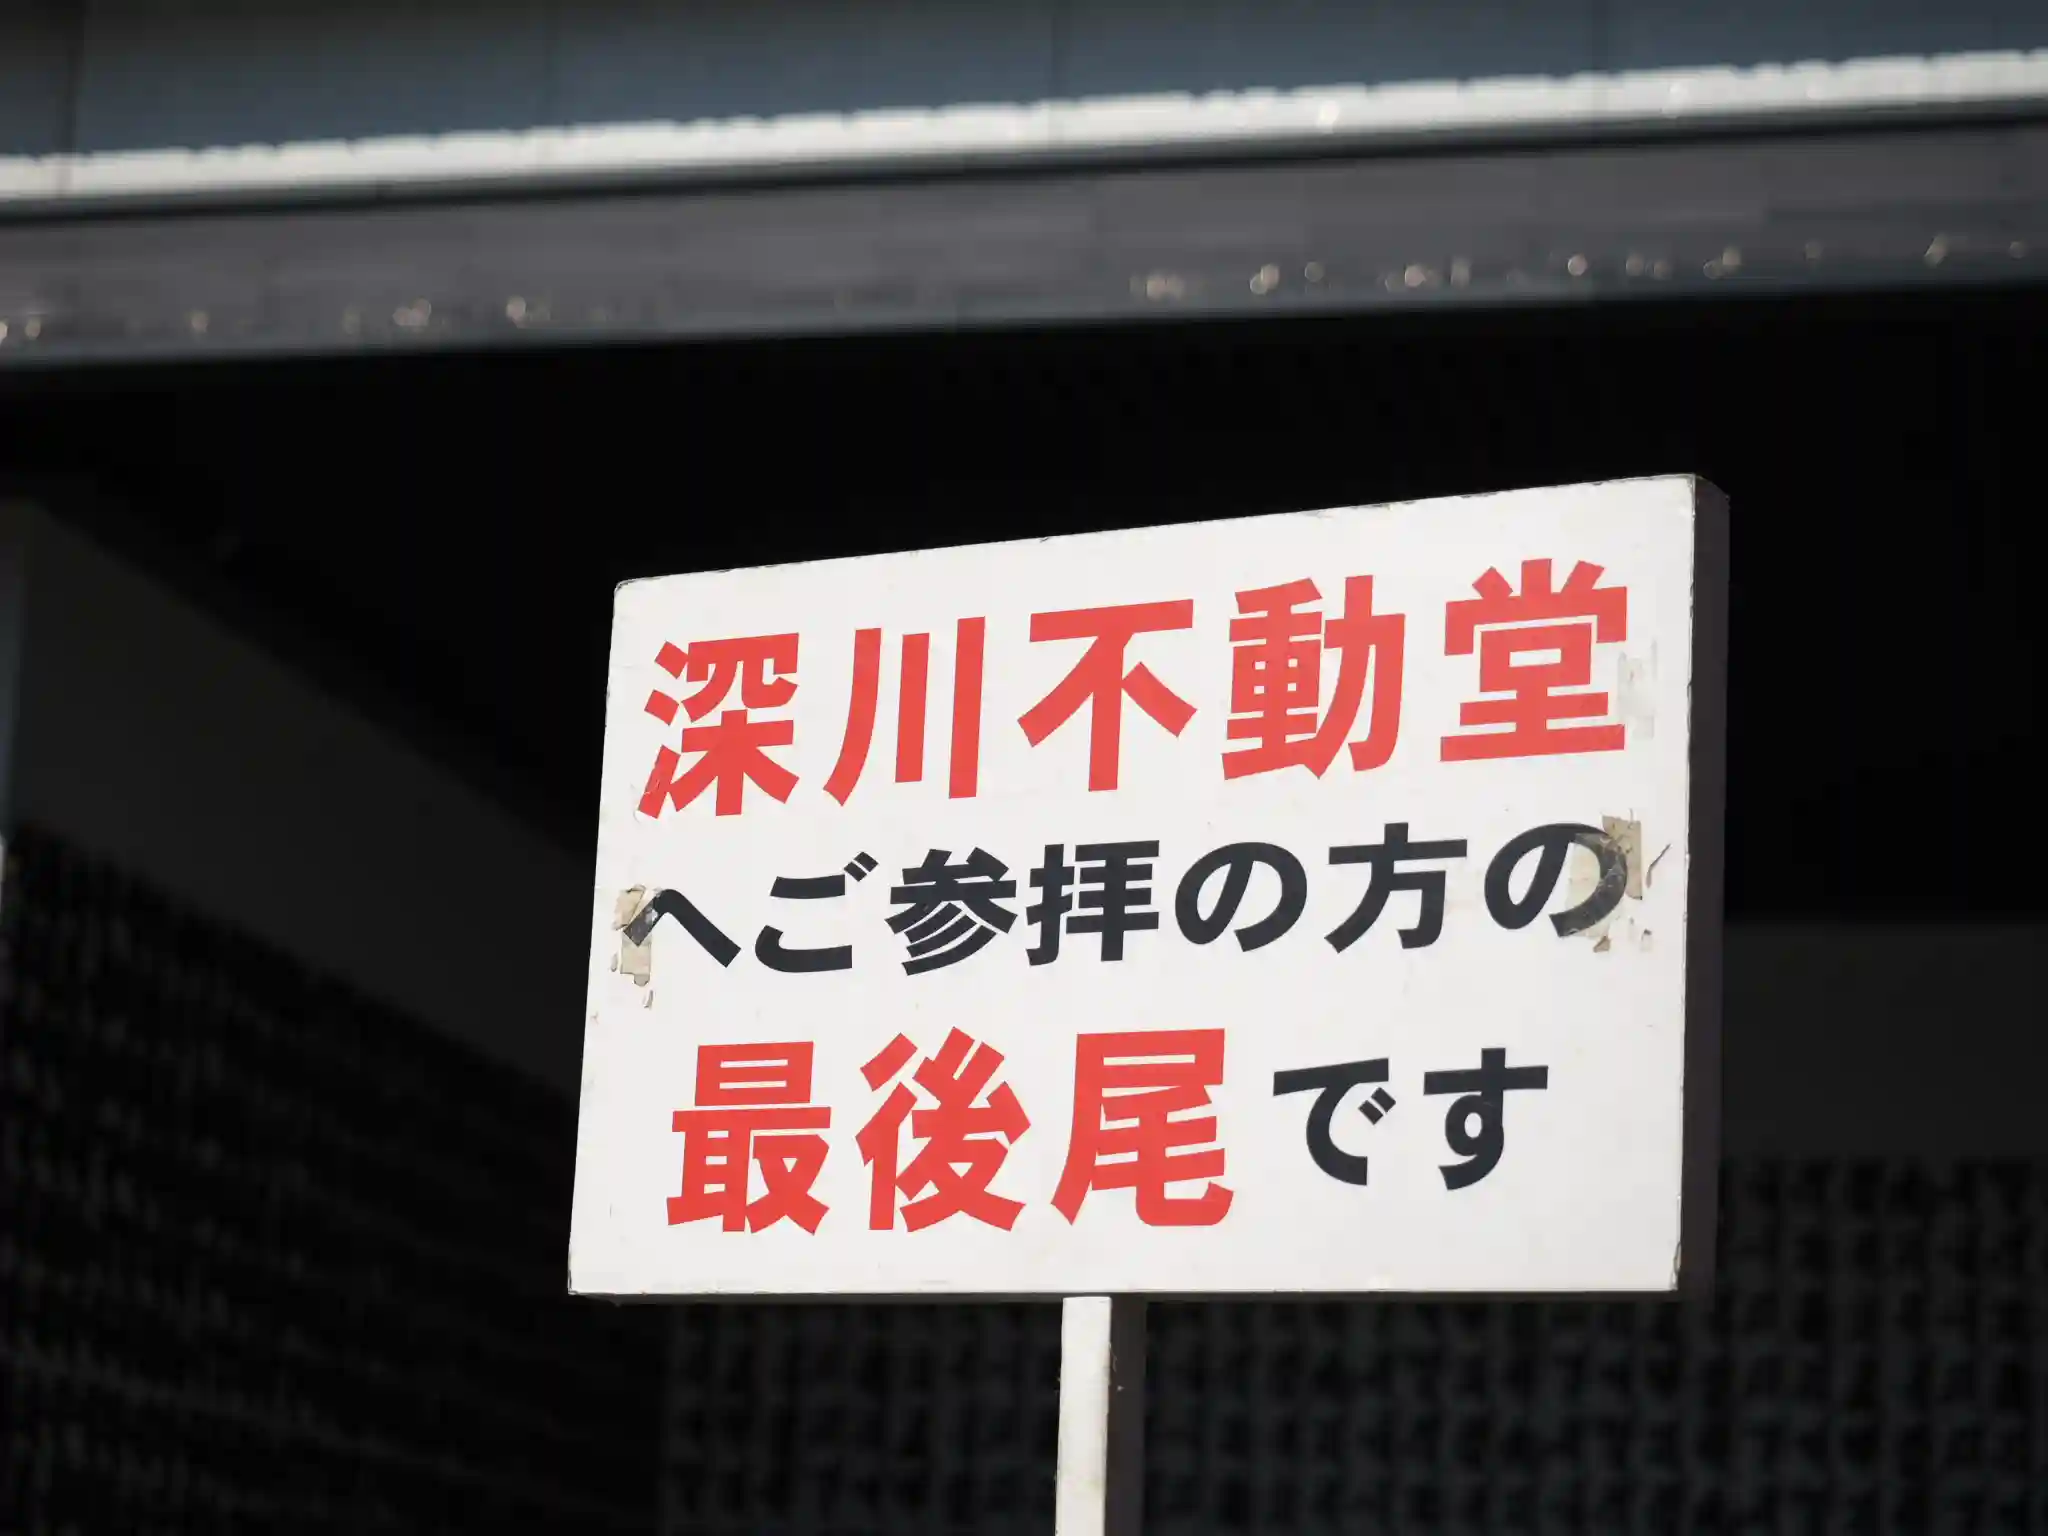 深川不動堂
へご参拝の方の
最後尾です